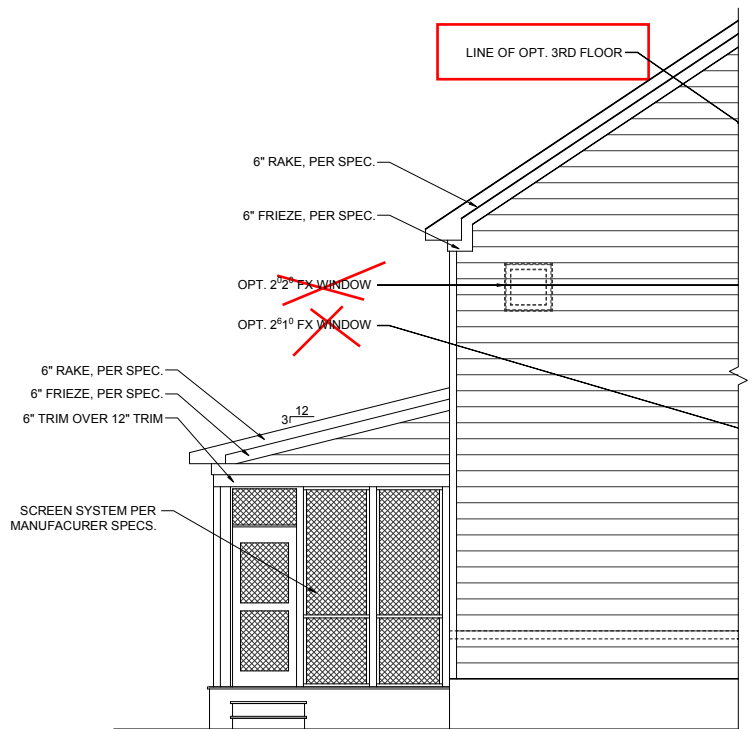 LINE OF OPT. 3RD FLOOR
6" RAKE, PER SPEC.
6" FRIEZE, PER SPEC.
OPT. 2⁰2⁰ FX WINDOW
OPT. 2⁶1⁰ FX WINDOW
6" RAKE, PER SPEC.
6" FRIEZE, PER SPEC.
12
3
6" TRIM OVER 12" TRIM
SCREEN SYSTEM PER
MANUFACURER SPECS.